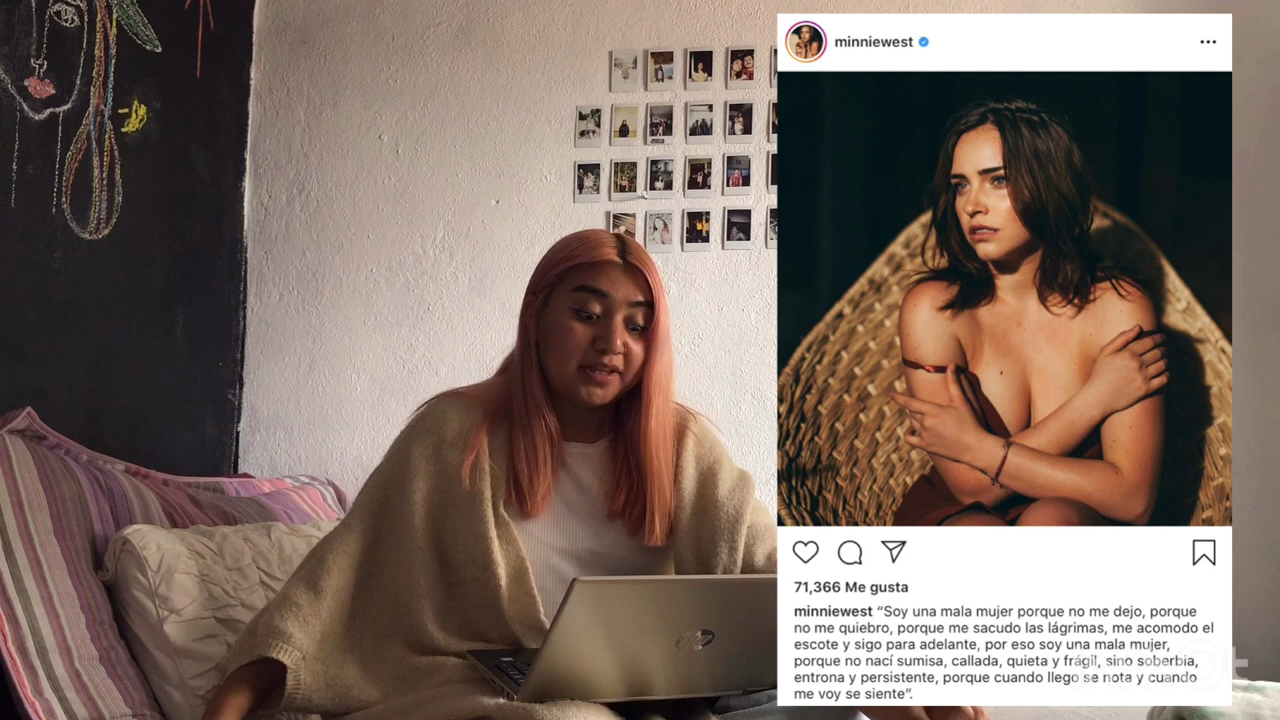 minniewest
71,366 Me gusta
minniewest “Soy una mala mujer porque no me dejo, porque
no me quiebro, porque me sacudo las lágrimas, me acomodo el
escote y sigo para adelante, por eso soy una mala mujer,
porque no nací sumisa, callada, quieta y frágil, sino soberbia,
entrona y persistente, porque cuando llego se nota y cuando
me voy se siente”.